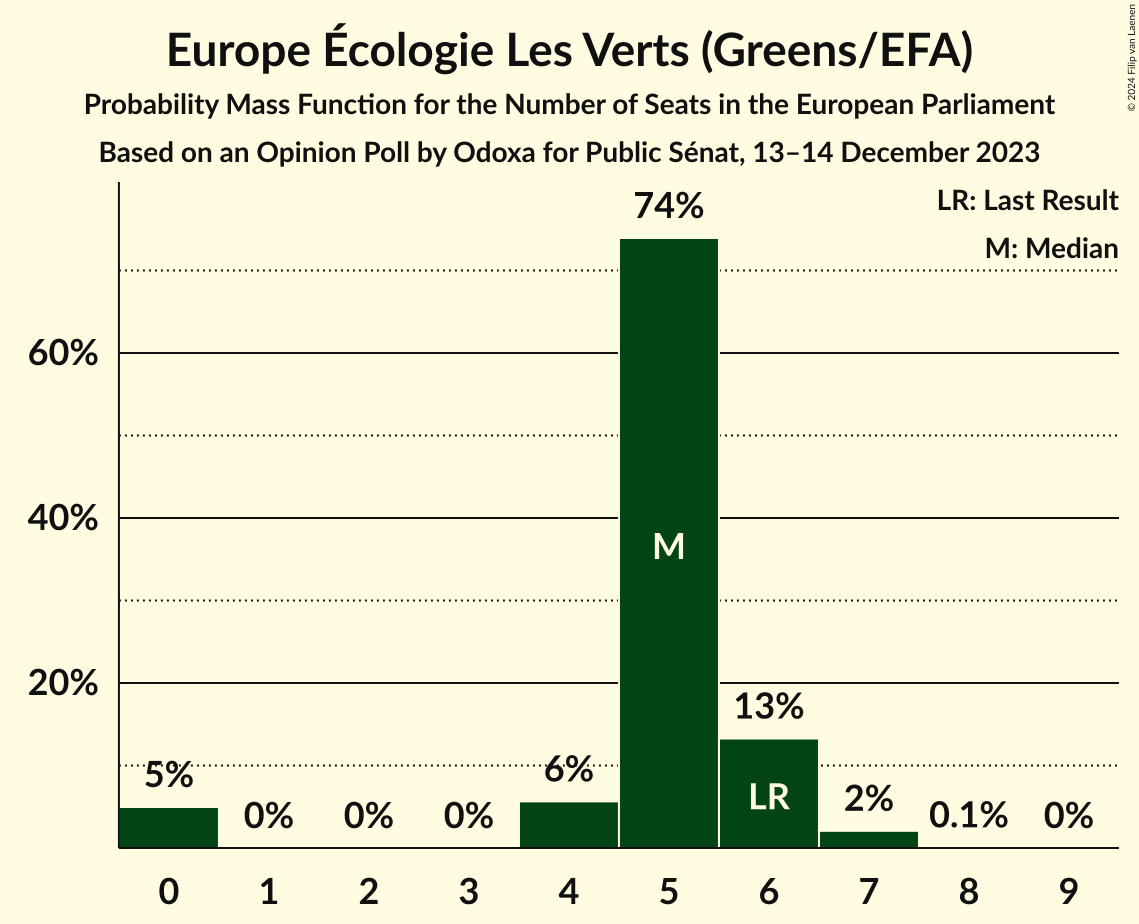 Europe Écologie Les Verts (Greens/EFA)
Probability Mass Function for the Number of Seats in the European Parliament
Based on an Opinion Poll by Odoxa for Public Sénat, 13–14 December 2023
© 2024 Filip van Laenen
LR: Last Result
M: Median
74%
60%
40%
20%
M
13%
LR
5%
0%
0%
0%
6%
2%
0.1%
0%
0 1 2 3 4 5 6 7 8 9